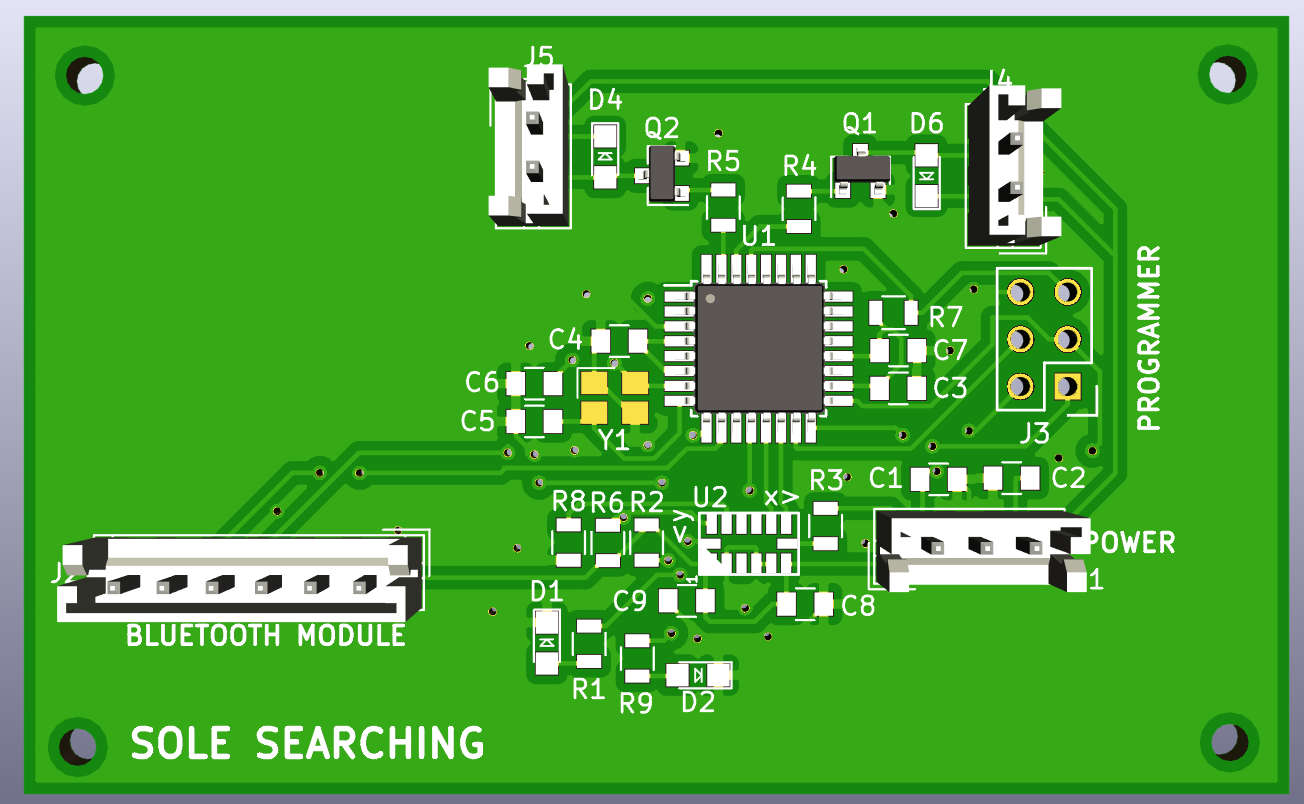 J5
J4
D4
Q2
Q1
D6
R5
R4
U1
PROGRAMMER
C4
R7
C7
C6
C3
C5
Y1
J3
R3
C1
C2
R8
R6
R2
U2
x>
<y
POWER
1
D1
C9
C8
BLUETOOTH MODULE
R1
R9
D2
SOLE SEARCHING